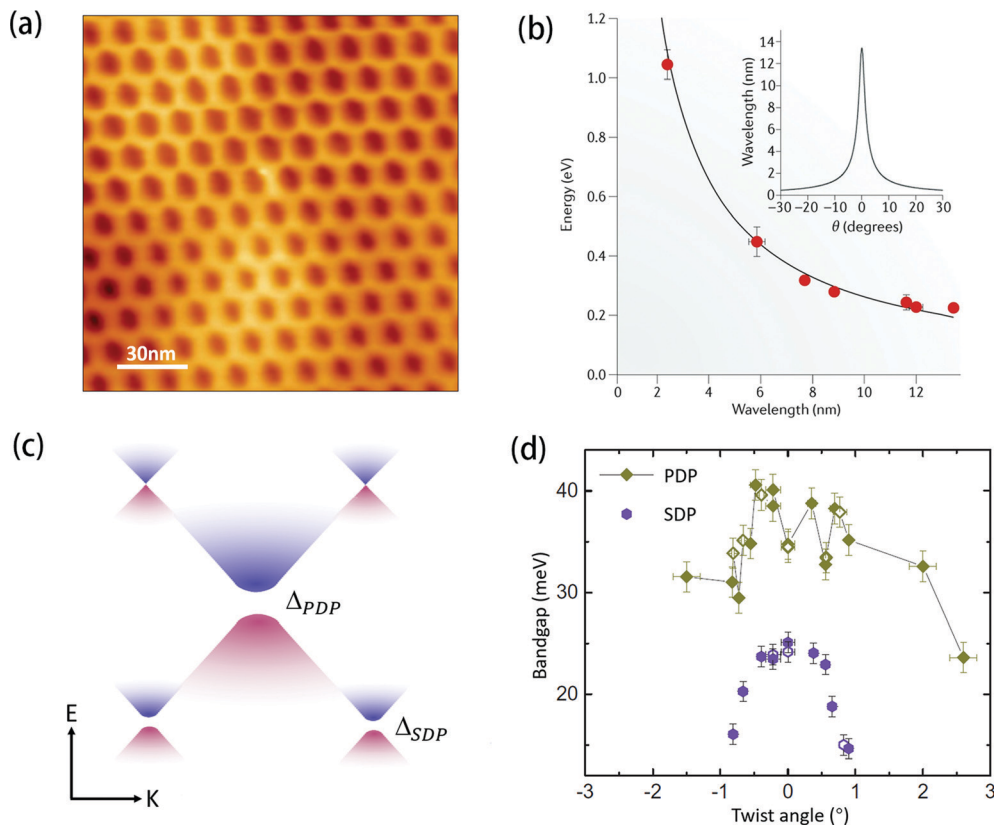 (a)
30nm
(b)
1.2
1.0
0.8
0.6
0.4
0.2
0.0
Energy (eV)
0 2 4 6 8 10 12
Wavelength (nm)
14
12
10
8
6
4
2
0
Wavelength (nm)
-30 -20 -10 0 10 20 30
θ (degrees)
(c)
Δ_PDP
Δ_SDP
E
K
(d)
PDP
SDP
40
30
20
Bandgap (meV)
-3 -2 -1 0 1 2 3
Twist angle (°)